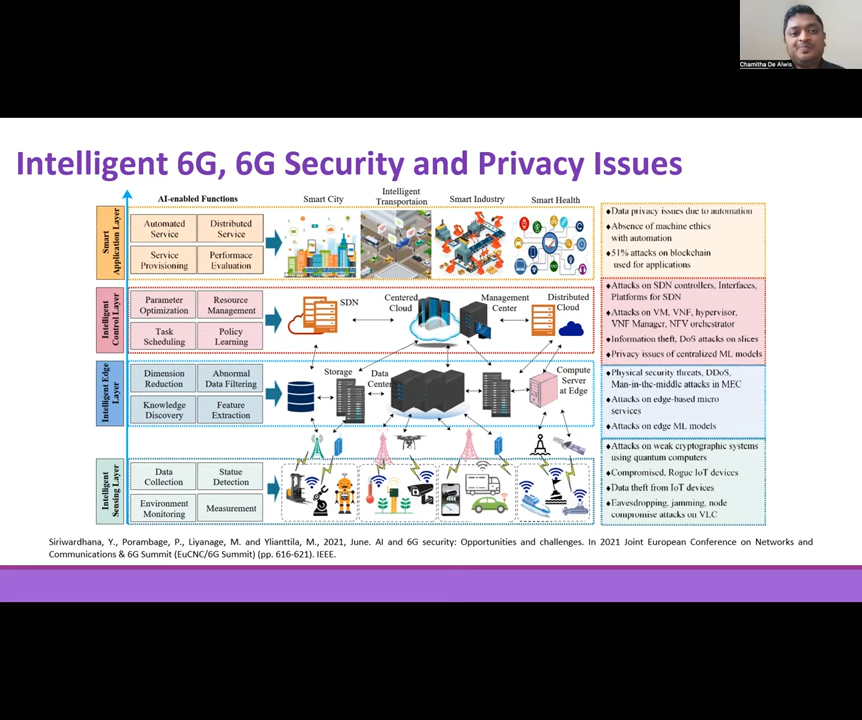 Chamitha De Alwis
Intelligent 6G, 6G Security and Privacy Issues
AI-enabled Functions
Smart City
Intelligent
Transportaion
Smart Industry
Smart Health
Smart
Application Layer
Automated
Service
Distributed
Service
Service
Provisioning
Performace
Evaluation
♦Data privacy issues due to automation
♦Absence of machine ethics
with automation
♦51% attacks on blockchain
used for applications
Intelligent
Control Layer
Parameter
Optimization
Resource
Management
Task
Scheduling
Policy
Learning
SDN
Centered
Cloud
Management
Center
Distributed
Cloud
♦Attacks on SDN controllers, Interfaces,
Platforms for SDN
♦Attacks on VM, VNF, hypervisor,
VNF Manager, NFV orchestrator
♦Information theft, DoS attacks on slices
♦Privacy issues of centralized ML models
Intelligent Edge
Layer
Dimension
Reduction
Abnormal
Data Filtering
Knowledge
Discovery
Feature
Extraction
Storage
Data
Center
Compute
Server
at Edge
♦Physical security threats, DDoS,
Man-in-the-middle attacks in MEC
♦Attacks on edge-based micro
services
♦Attacks on edge ML models
Intelligent
Sensing Layer
Data
Collection
Statue
Detection
Environment
Monitoring
Measurement
♦Attacks on weak cryptographic systems
using quantum computers
♦Compromised, Rogue IoT devices
♦Data theft from IoT devices
♦Eavesdropping, jamming, node
compromise attacks on VLC
Siriwardhana, Y., Porambage, P., Liyanage, M. and Ylianttila, M., 2021, June. AI and 6G security: Opportunities and challenges. In 2021 Joint European Conference on Networks and
Communications & 6G Summit (EuCNC/6G Summit) (pp. 616-621). IEEE.